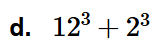 d. 12³ + 2³